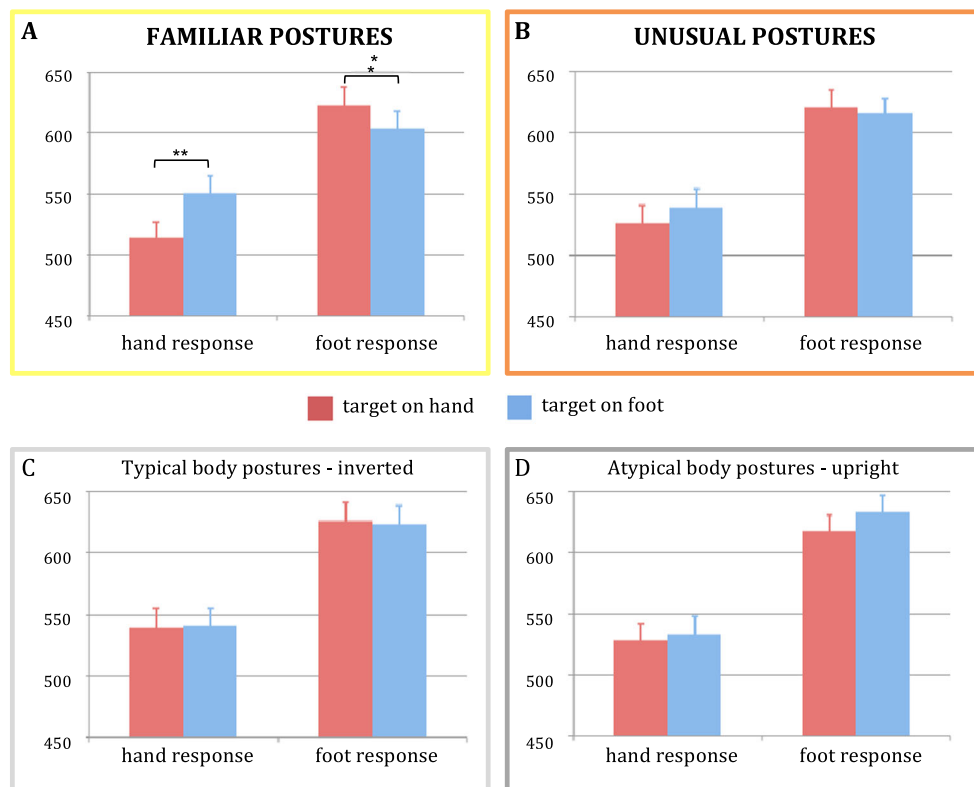 A
FAMILIAR POSTURES
650
600
550
500
450
**
*
*
hand response
foot response
B
UNUSUAL POSTURES
650
600
550
500
450
hand response
foot response
target on hand
target on foot
C
Typical body postures - inverted
650
600
550
500
450
hand response
foot response
D
Atypical body postures - upright
650
600
550
500
450
hand response
foot response